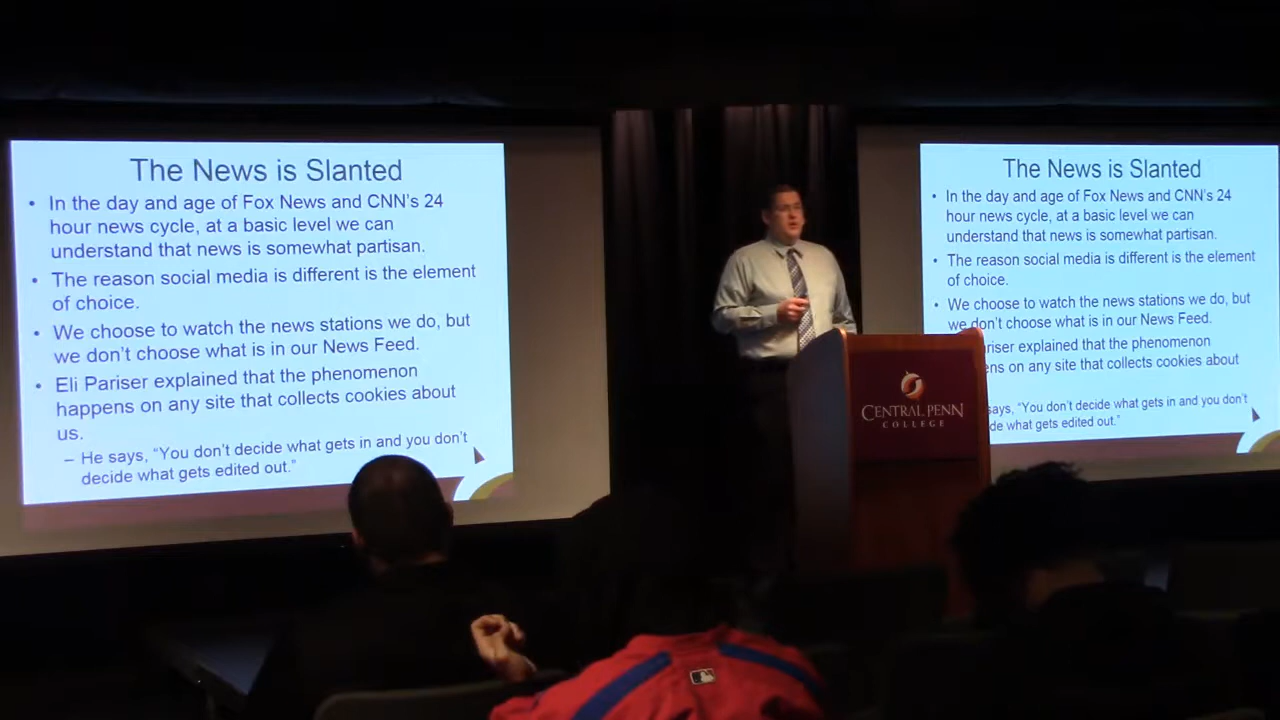 The News is Slanted
• In the day and age of Fox News and CNN's 24
hour news cycle, at a basic level we can
understand that news is somewhat partisan.
• The reason social media is different is the element
of choice.
• We choose to watch the news stations we do, but
we don't choose what is in our News Feed.
• Eli Pariser explained that the phenomenon
happens on any site that collects cookies about
us.
– He says, “You don't decide what gets in and you don't
decide what gets edited out.”
CENTRAL PENN
COLLEGE
The News is Slanted
• In the day and age of Fox News and CNN's 24
hour news cycle, at a basic level we can
understand that news is somewhat partisan.
• The reason social media is different is the element
of choice.
• We choose to watch the news stations we do, but
we don't choose what is in our News Feed.
ariser explained that the phenomenon
ens on any site that collects cookies about
says, “You don't decide what gets in and you don't
de what gets edited out.”